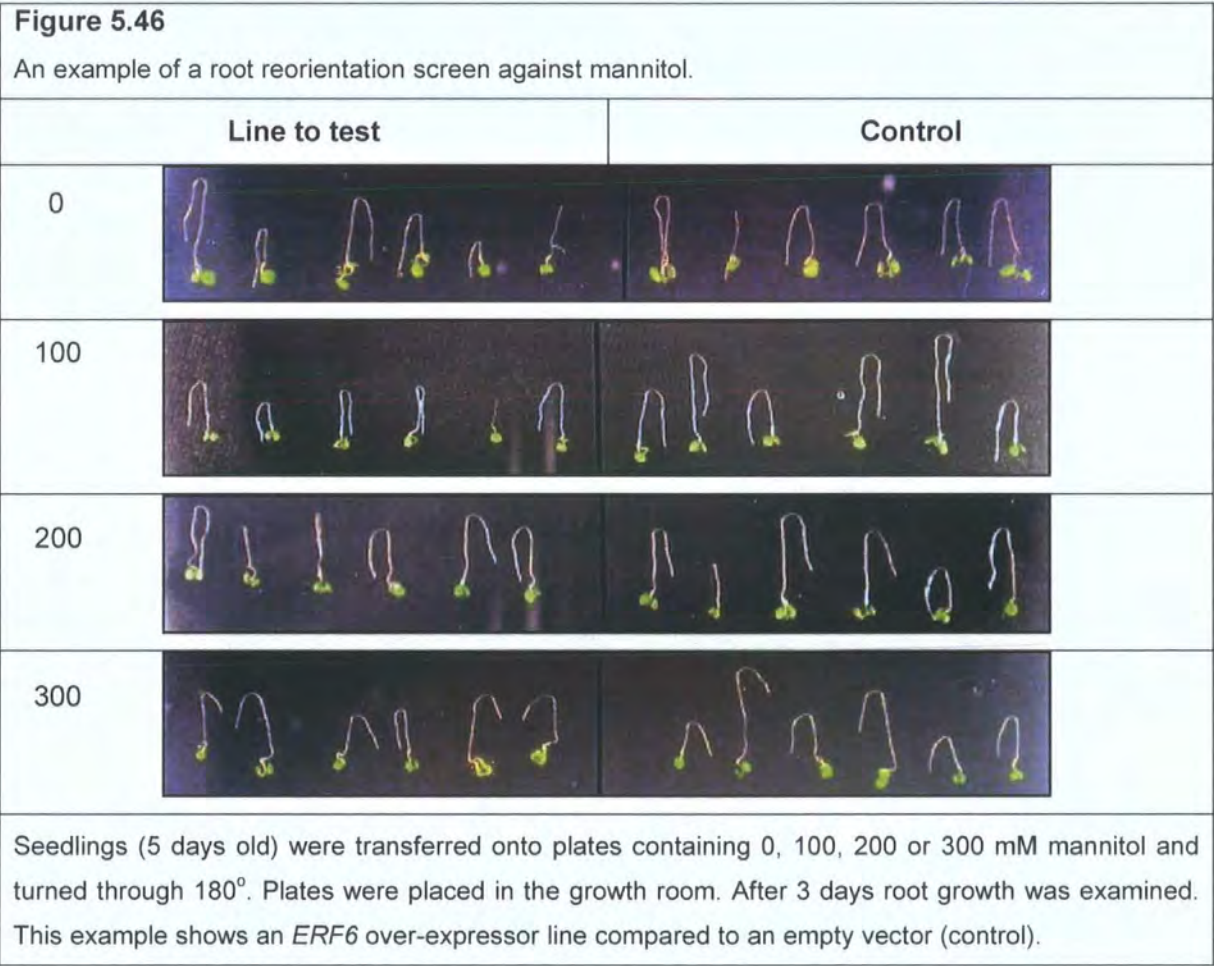 Figure 5.46
An example of a root reorientation screen against mannitol.
Line to test
Control
0
100
200
300
Seedlings (5 days old) were transferred onto plates containing 0, 100, 200 or 300 mM mannitol and
turned through 180°. Plates were placed in the growth room. After 3 days root growth was examined.
This example shows an ERF6 over-expressor line compared to an empty vector (control).